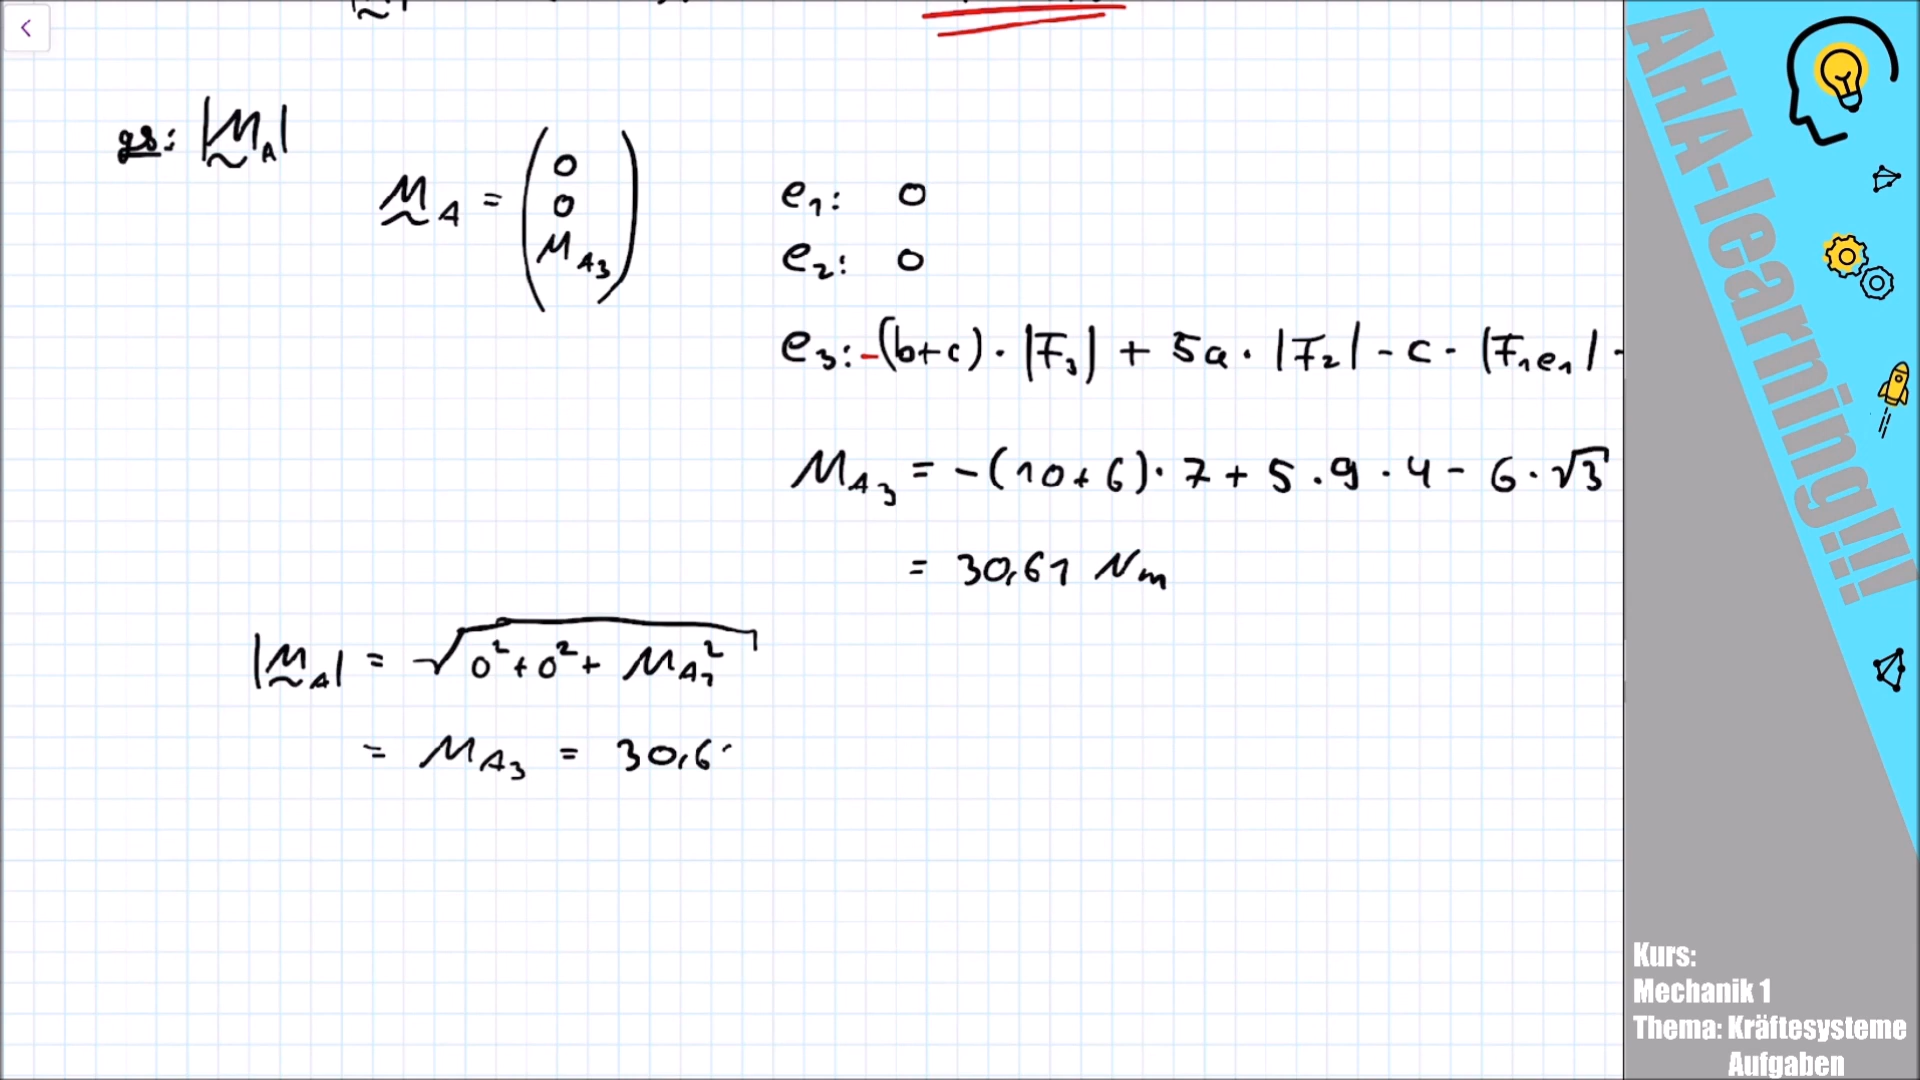 gs: |M_A|
M_A = (0 0 M_A3)
e₁: 0
e₂: 0
e₃: -(b+c) · |F₃| + 5a · |F₂| - c · |F₁e₁| -
M_A3 = -(10+6) · 7 + 5 · 9 · 4 - 6 · √3
= 30,61 Nm
|M_A| = √(0² + 0² + M_A3²)
= M_A3 = 30,6
AHA-learning!!!
Kurs:
Mechanik 1
Thema: Kräftesysteme
Aufgaben